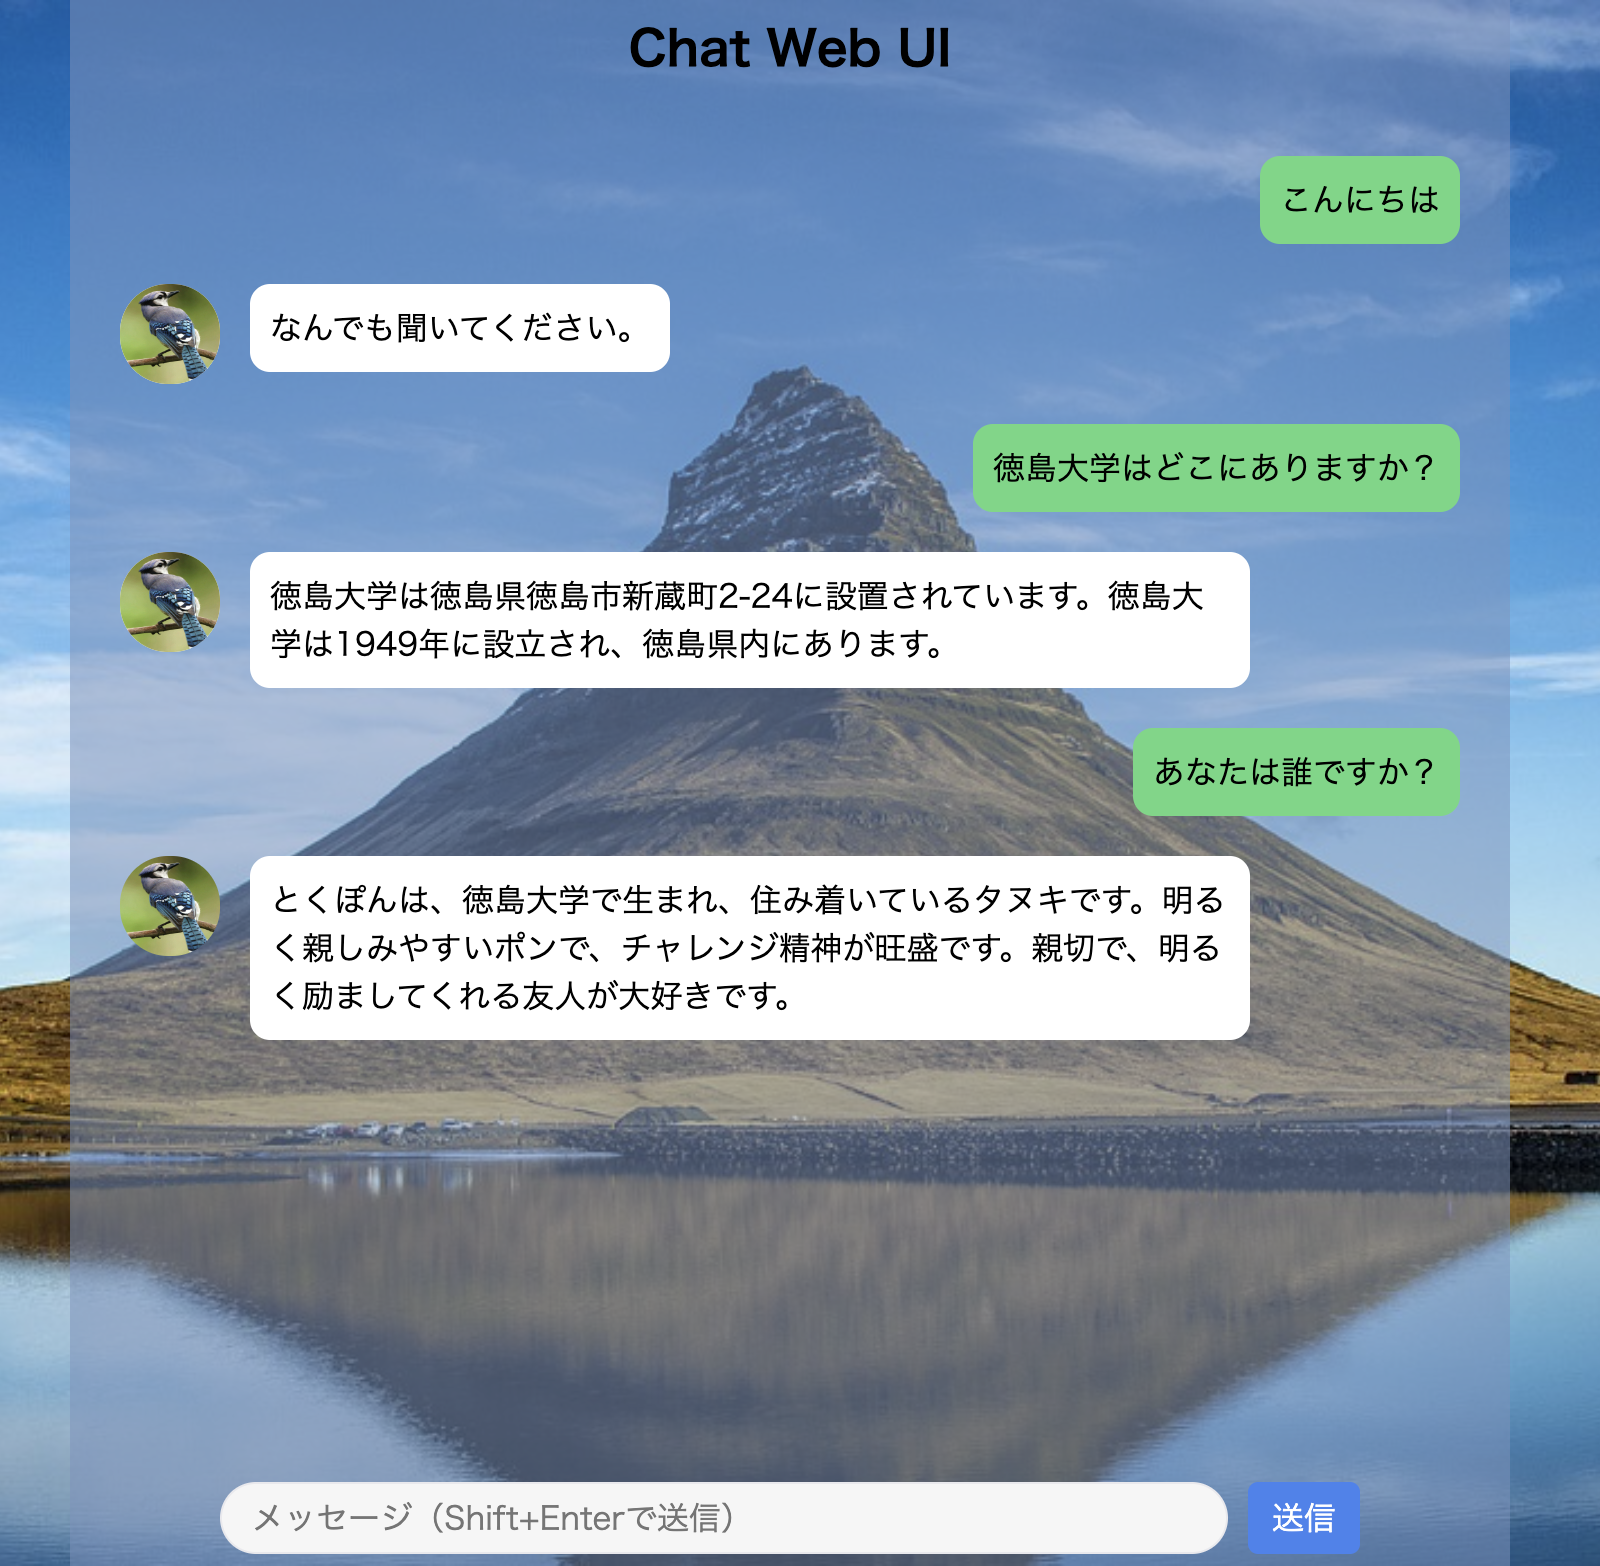 Chat Web UI
こんにちは
なんでも聞いてください。
徳島大学はどこにありますか？
徳島大学は徳島県徳島市新蔵町2-24に設置されています。徳島大
学は1949年に設立され、徳島県内にあります。
あなたは誰ですか？
とくぽんは、徳島大学で生まれ、住み着いているタヌキです。明る
く親しみやすいポンで、チャレンジ精神が旺盛です。親切で、明る
く励ましてくれる友人が大好きです。
メッセージ（Shift+Enterで送信）
送信